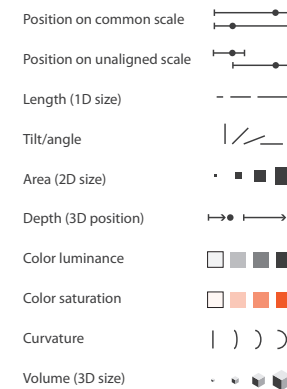 Position on common scale
Position on unaligned scale
Length (1D size)
Tilt/angle
Area (2D size)
Depth (3D position)
Color luminance
Color saturation
Curvature
Volume (3D size)